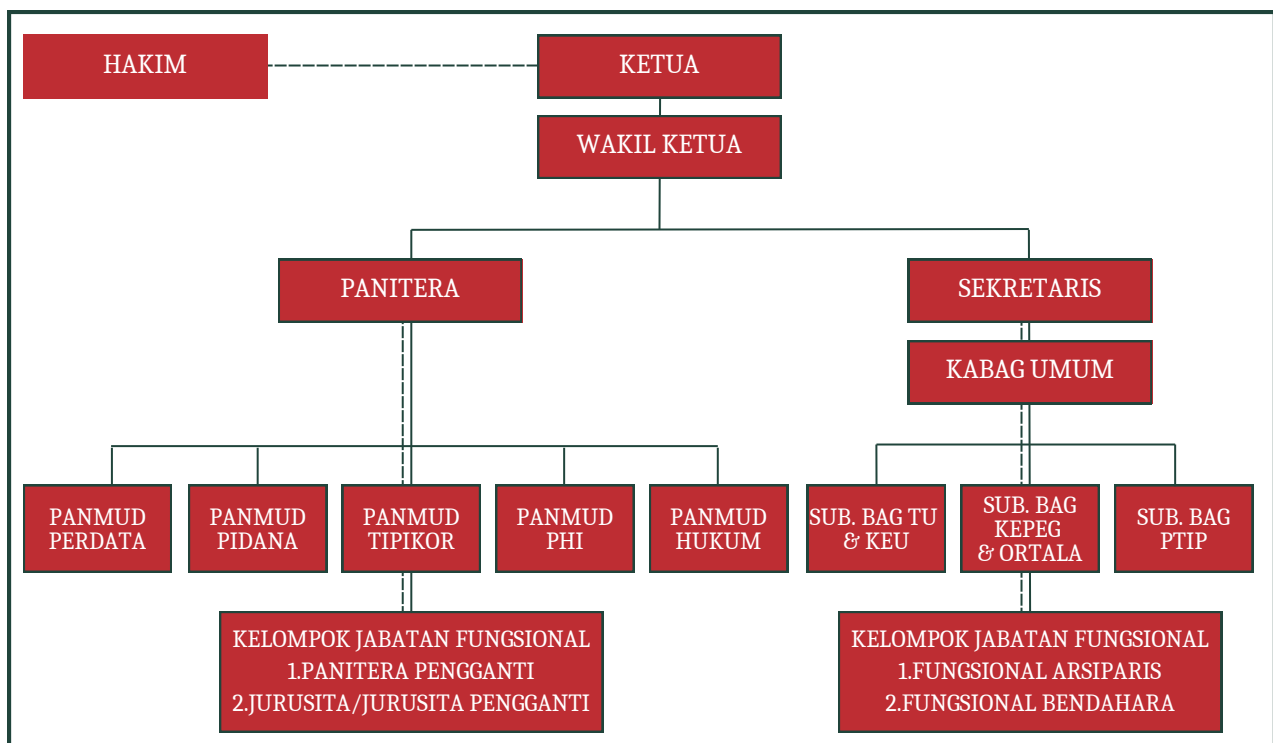 HAKIM
KETUA
WAKIL KETUA
PANITERA
SEKRETARIS
KABAG UMUM
PANMUD
PERDATA
PANMUD
PIDANA
PANMUD
TIPIKOR
PANMUD
PHI
PANMUD
HUKUM
SUB. BAG TU
& KEU
SUB. BAG
KEPEG
& ORTALA
SUB. BAG
PTIP
KELOMPOK JABATAN FUNGSIONAL
1.PANITERA PENGGANTI
2.JURUSITA/JURUSITA PENGGANTI
KELOMPOK JABATAN FUNGSIONAL
1.FUNGSIONAL ARSIPARIS
2.FUNGSIONAL BENDAHARA